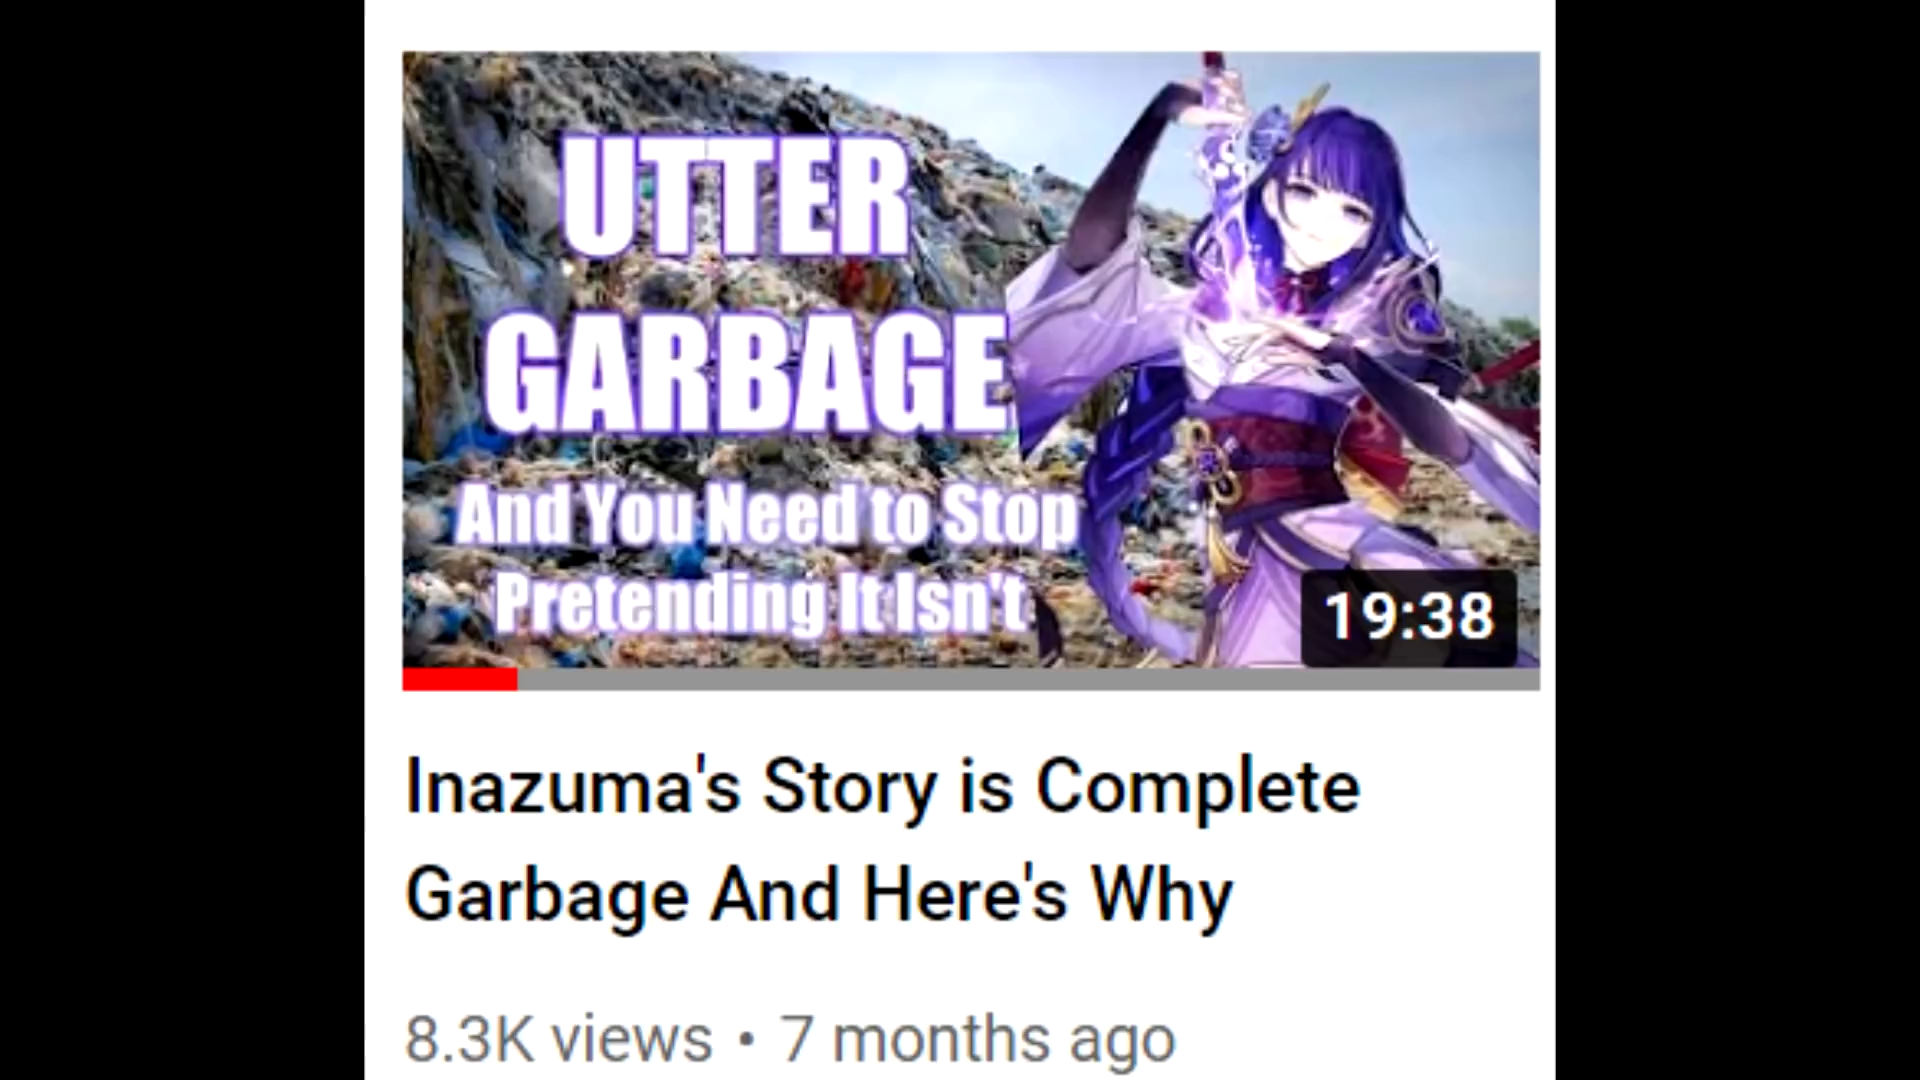 UTTER
GARBAGE
And You Need to Stop
Pretending It Isn't
19:38
Inazuma's Story is Complete
Garbage And Here's Why
8.3K views • 7 months ago